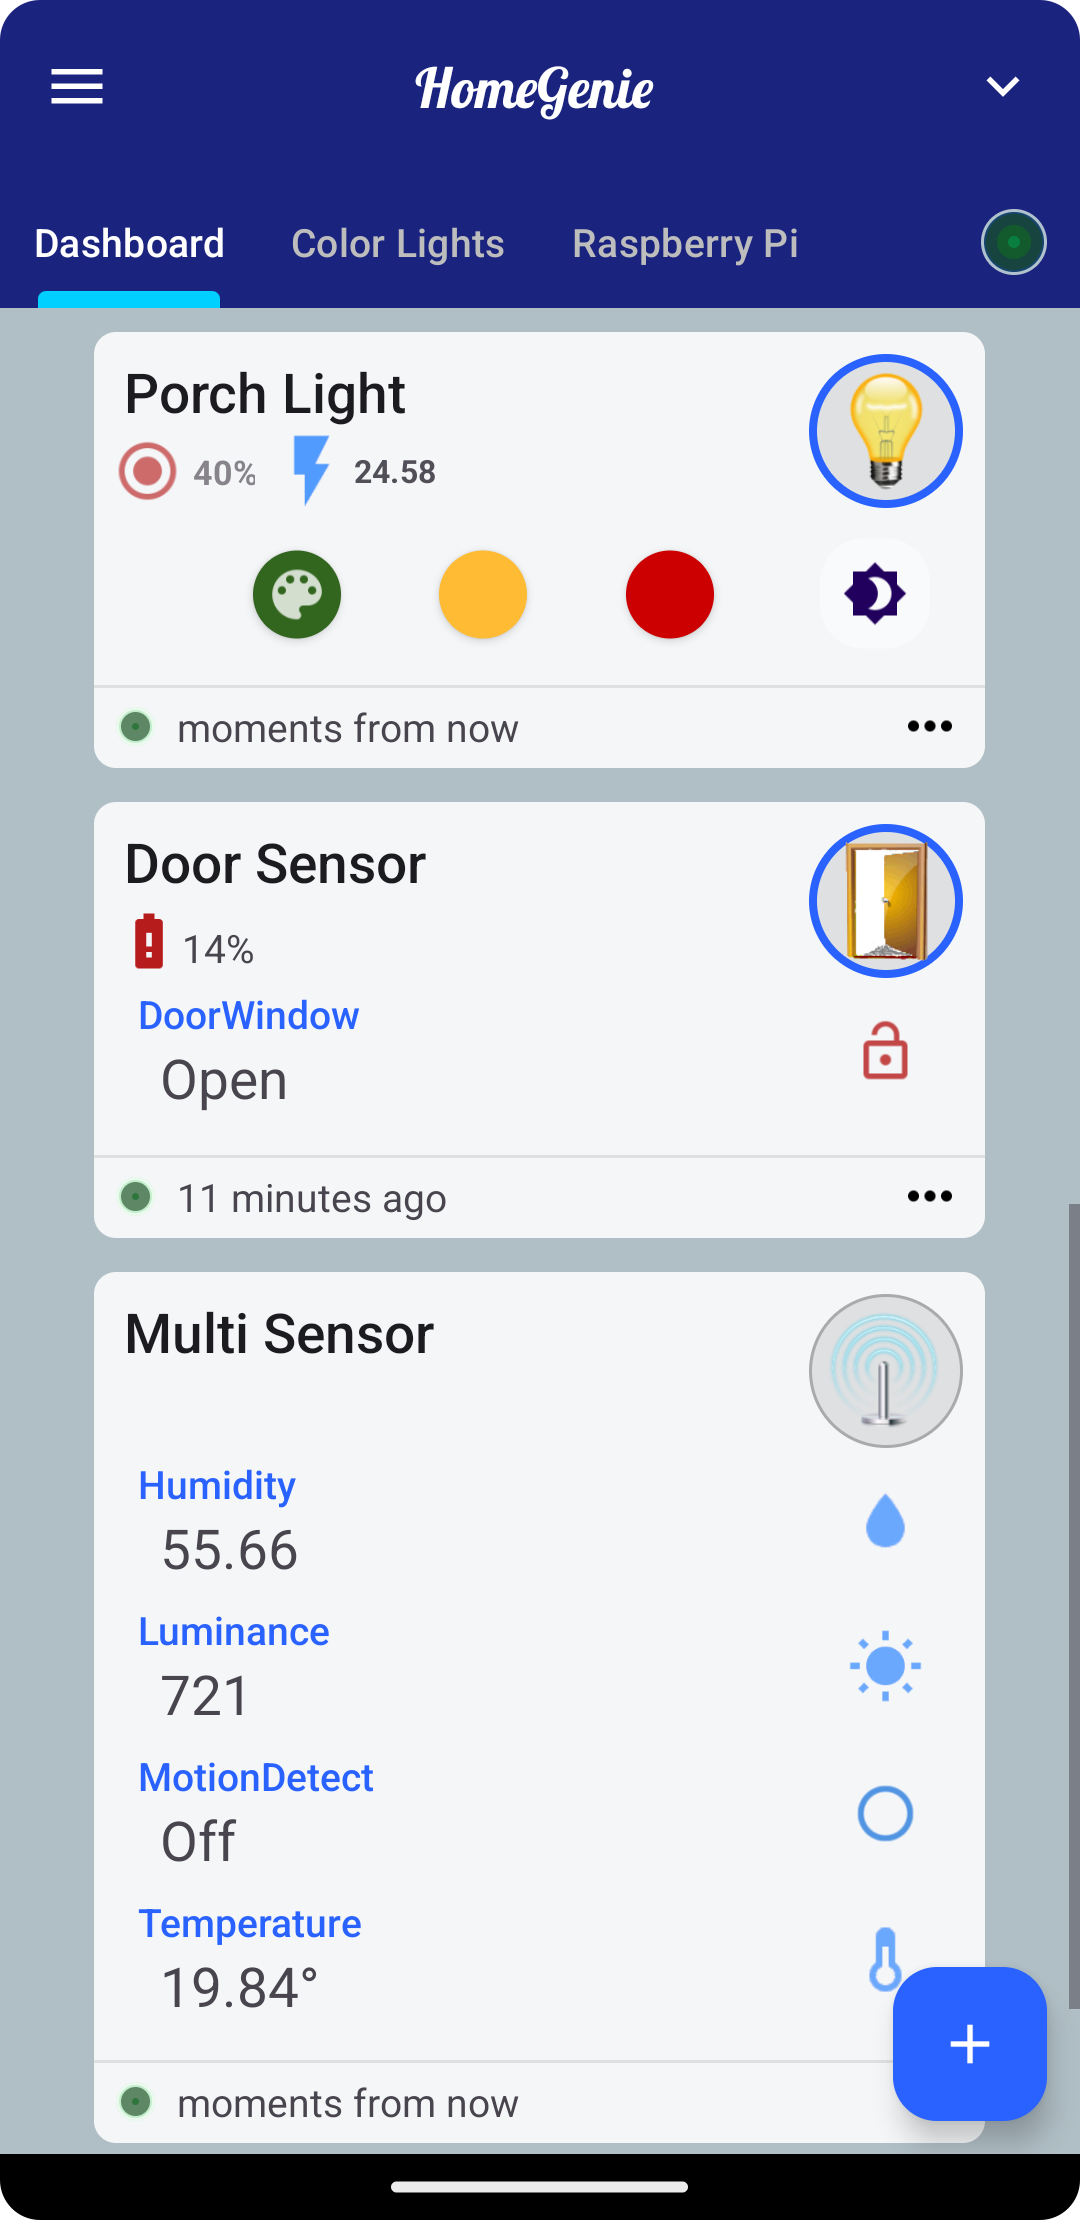 HomeGenie
Dashboard Color Lights Raspberry Pi
Porch Light
40% 24.58
moments from now
Door Sensor
14%
DoorWindow
Open
11 minutes ago
Multi Sensor
Humidity
55.66
Luminance
721
MotionDetect
Off
Temperature
19.84°
moments from now